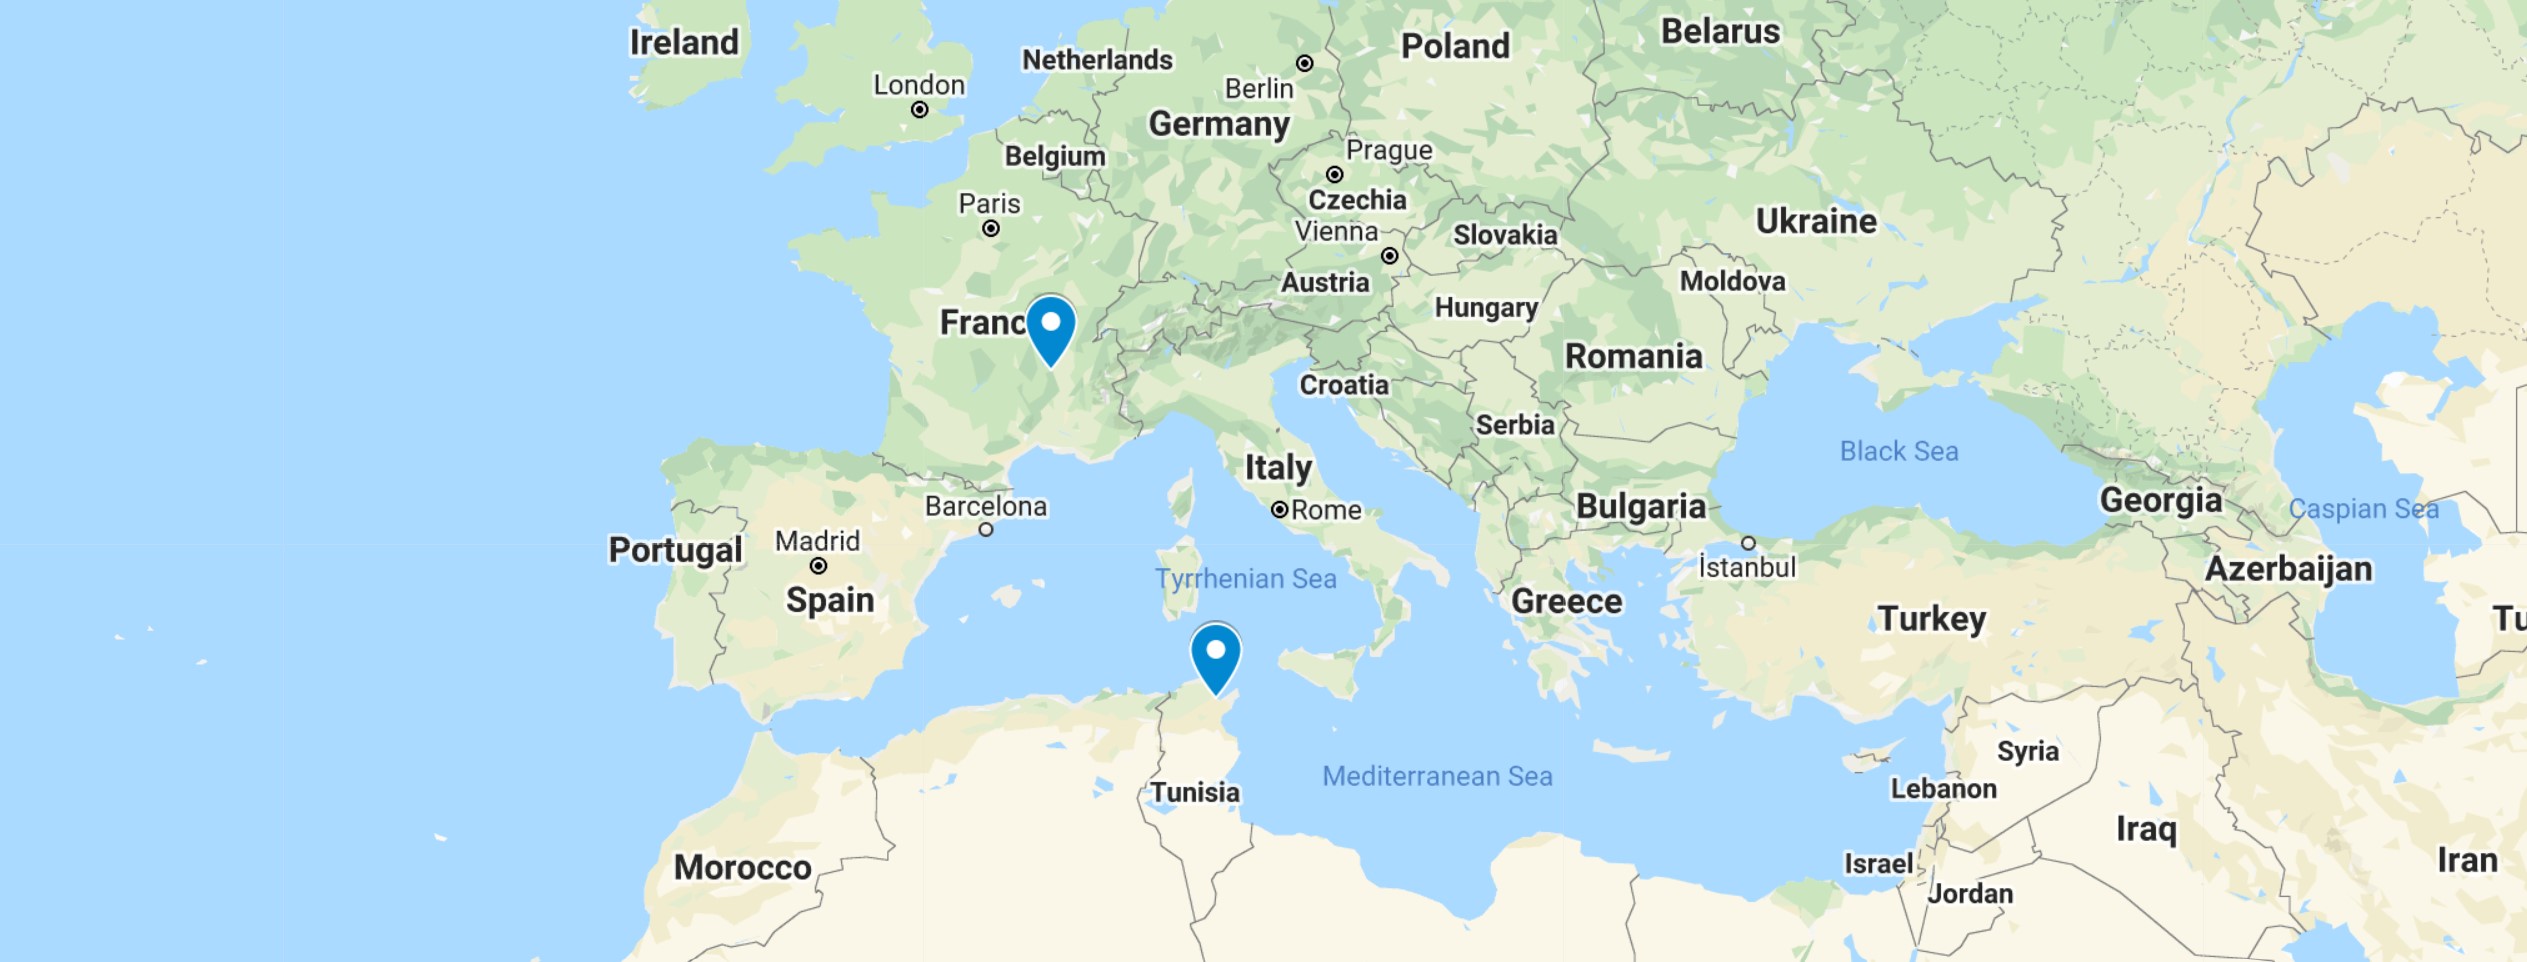 Ireland
London
Netherlands
Berlin
Germany
Poland
Belarus
Belgium
Prague
Czechia
Paris
Vienna
Slovakia
Ukraine
Austria
Moldova
Hungary
Franc
Romania
Croatia
Serbia
Black Sea
Italy
Rome
Bulgaria
Georgia
Caspian Sea
Barcelona
Portugal
Madrid
Spain
Tyrrhenian Sea
İstanbul
Azerbaijan
Greece
Turkey
Tu
Syria
Mediterranean Sea
Tunisia
Lebanon
Iraq
Morocco
Israel
Iran
Jordan